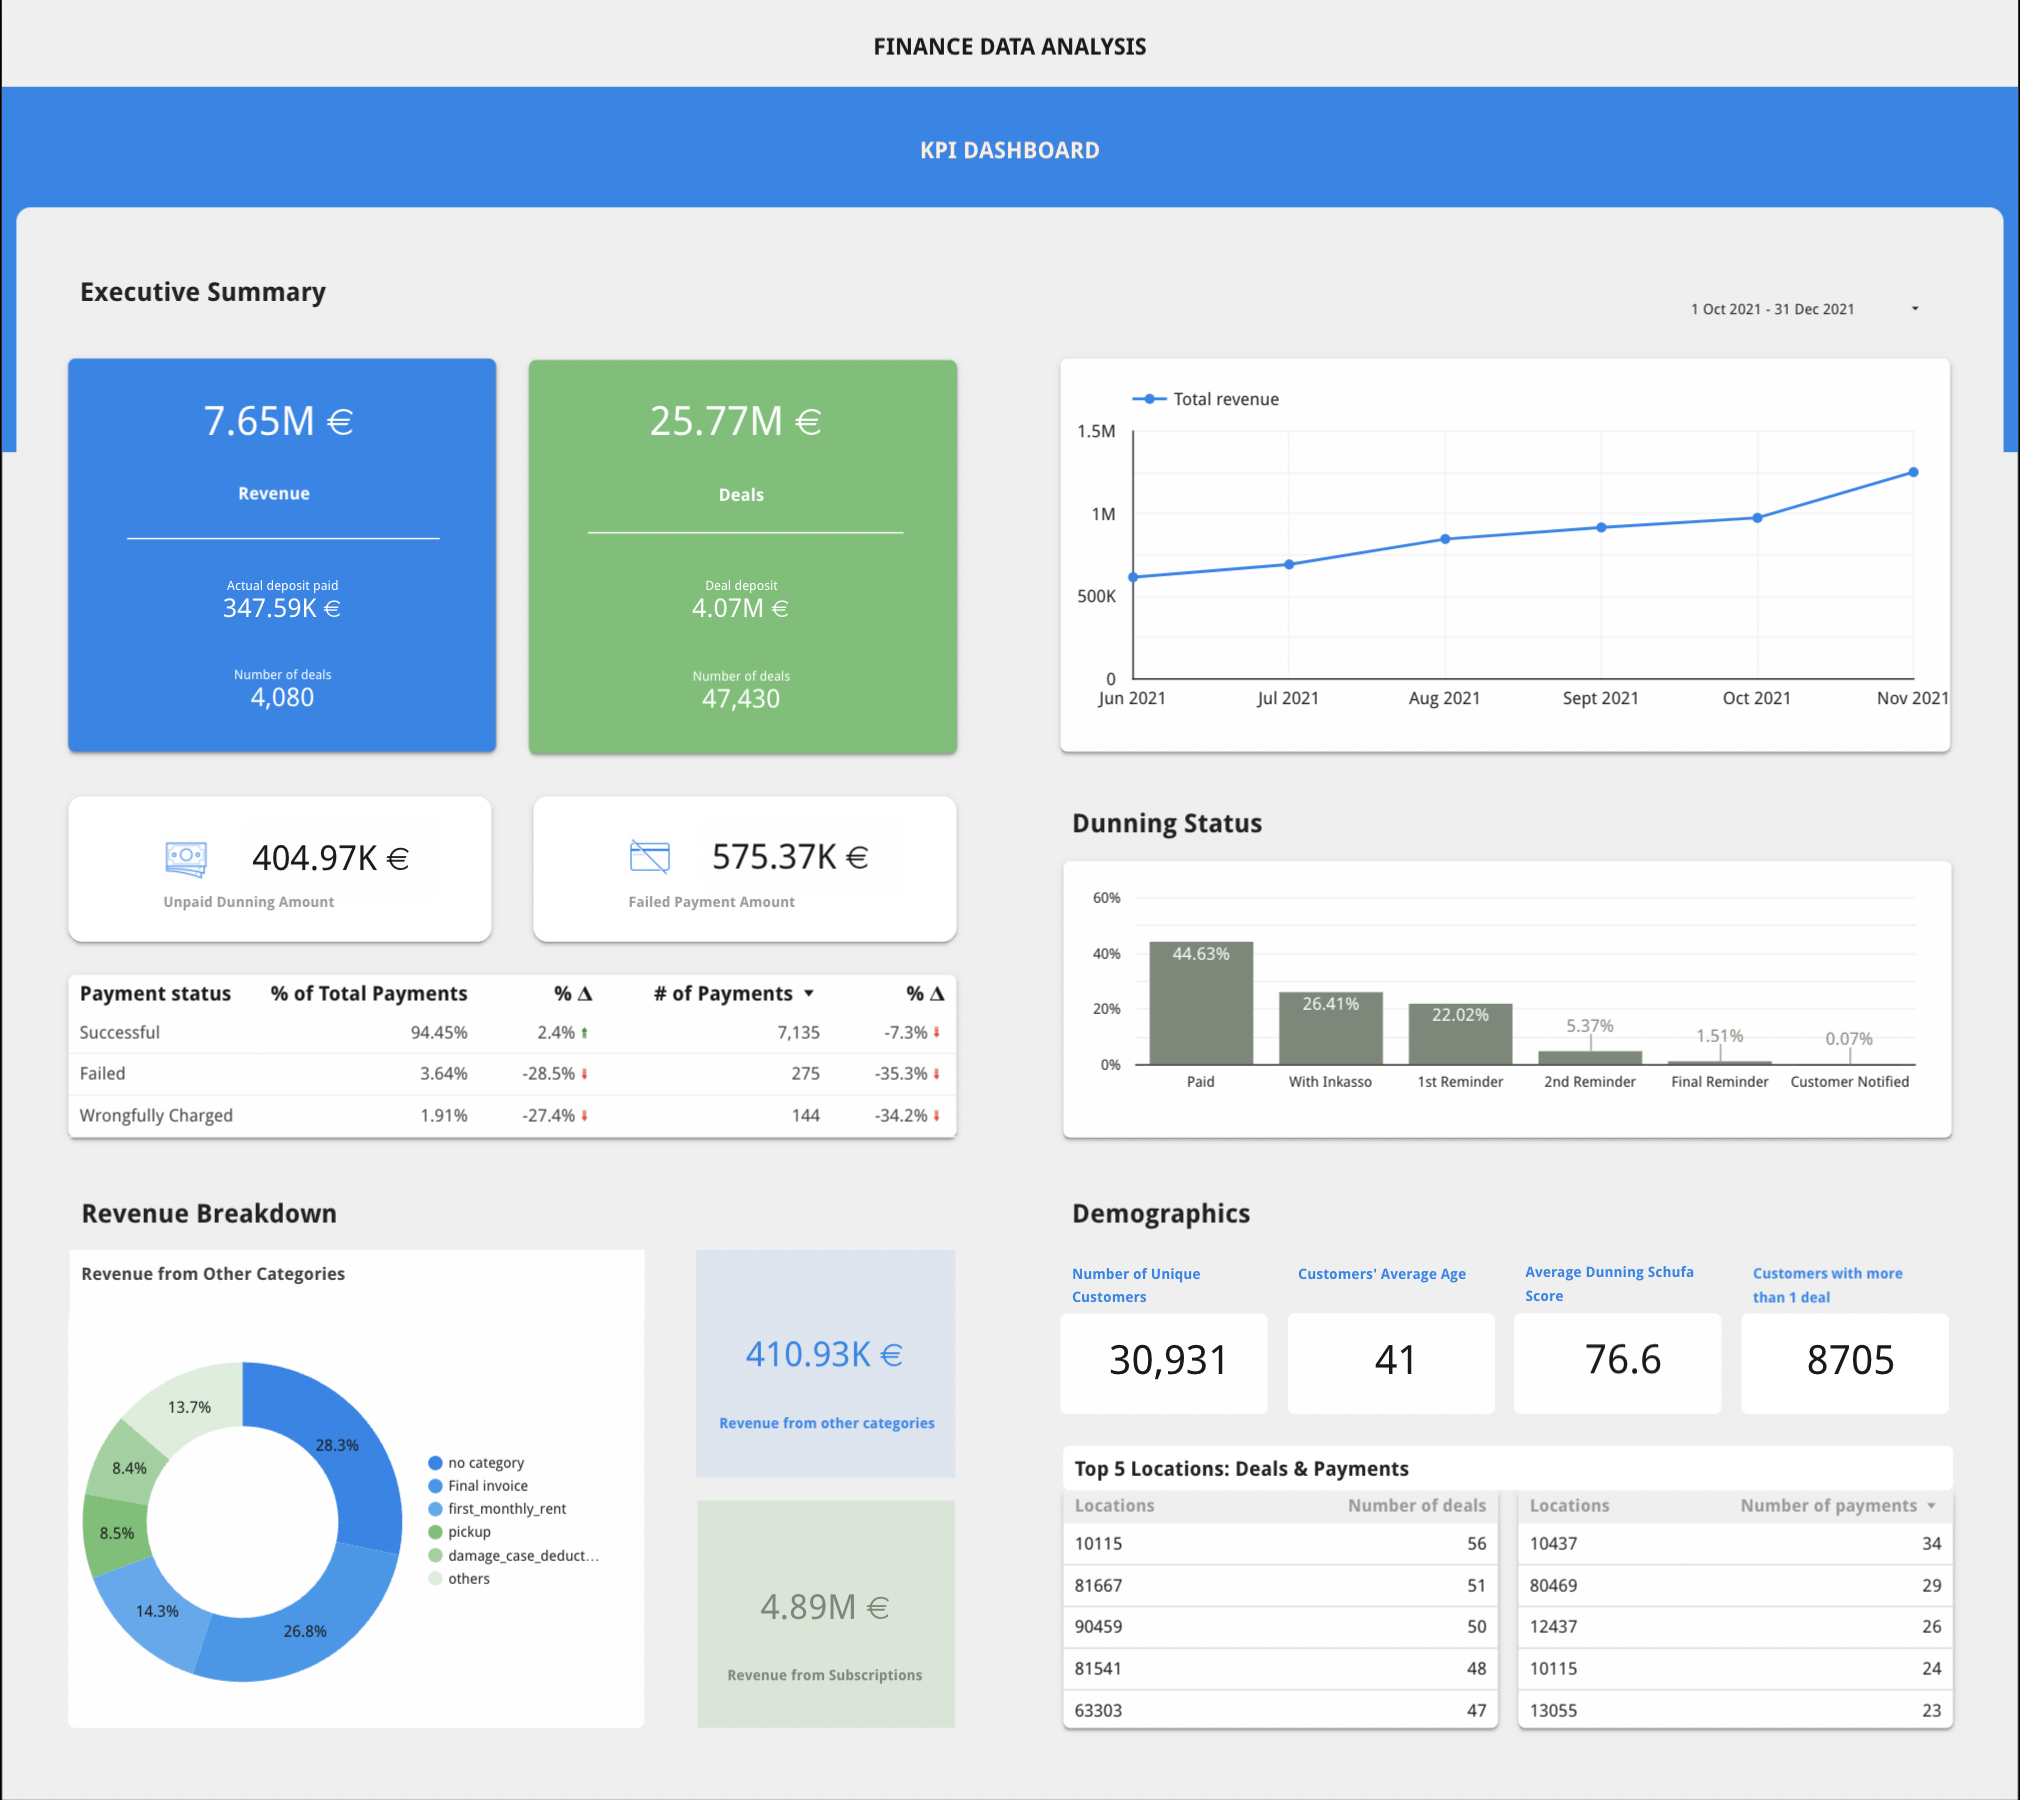 FINANCE DATA ANALYSIS
KPI DASHBOARD
Executive Summary
1 Oct 2021 - 31 Dec 2021
7.65M €
Revenue
Actual deposit paid
347.59K €
Number of deals
4,080
25.77M €
Deals
Deal deposit
4.07M €
Number of deals
47,430
Total revenue
1.5M
1M
500K
0
Jun 2021 Jul 2021 Aug 2021 Sept 2021 Oct 2021 Nov 2021
404.97K €
Unpaid Dunning Amount
575.37K €
Failed Payment Amount
Payment status % of Total Payments % Δ # of Payments % Δ
Successful 94.45% 2.4% 7,135 -7.3%
Failed 3.64% -28.5% 275 -35.3%
Wrongfully Charged 1.91% -27.4% 144 -34.2%
Dunning Status
60%
40%
20%
0%
44.63% 26.41% 22.02% 5.37% 1.51% 0.07%
Paid With Inkasso 1st Reminder 2nd Reminder Final Reminder Customer Notified
Revenue Breakdown
Revenue from Other Categories
13.7%
28.3%
8.4%
8.5%
14.3%
26.8%
no category
Final invoice
first_monthly_rent
pickup
damage_case_deduct...
others
410.93K €
Revenue from other categories
4.89M €
Revenue from Subscriptions
Demographics
Number of Unique
Customers
30,931
Customers' Average Age
41
Average Dunning Schufa
Score
76.6
Customers with more
than 1 deal
8705
Top 5 Locations: Deals & Payments
Locations Number of deals
10115 56
81667 51
90459 50
81541 48
63303 47
Locations Number of payments
10437 34
80469 29
12437 26
10115 24
13055 23